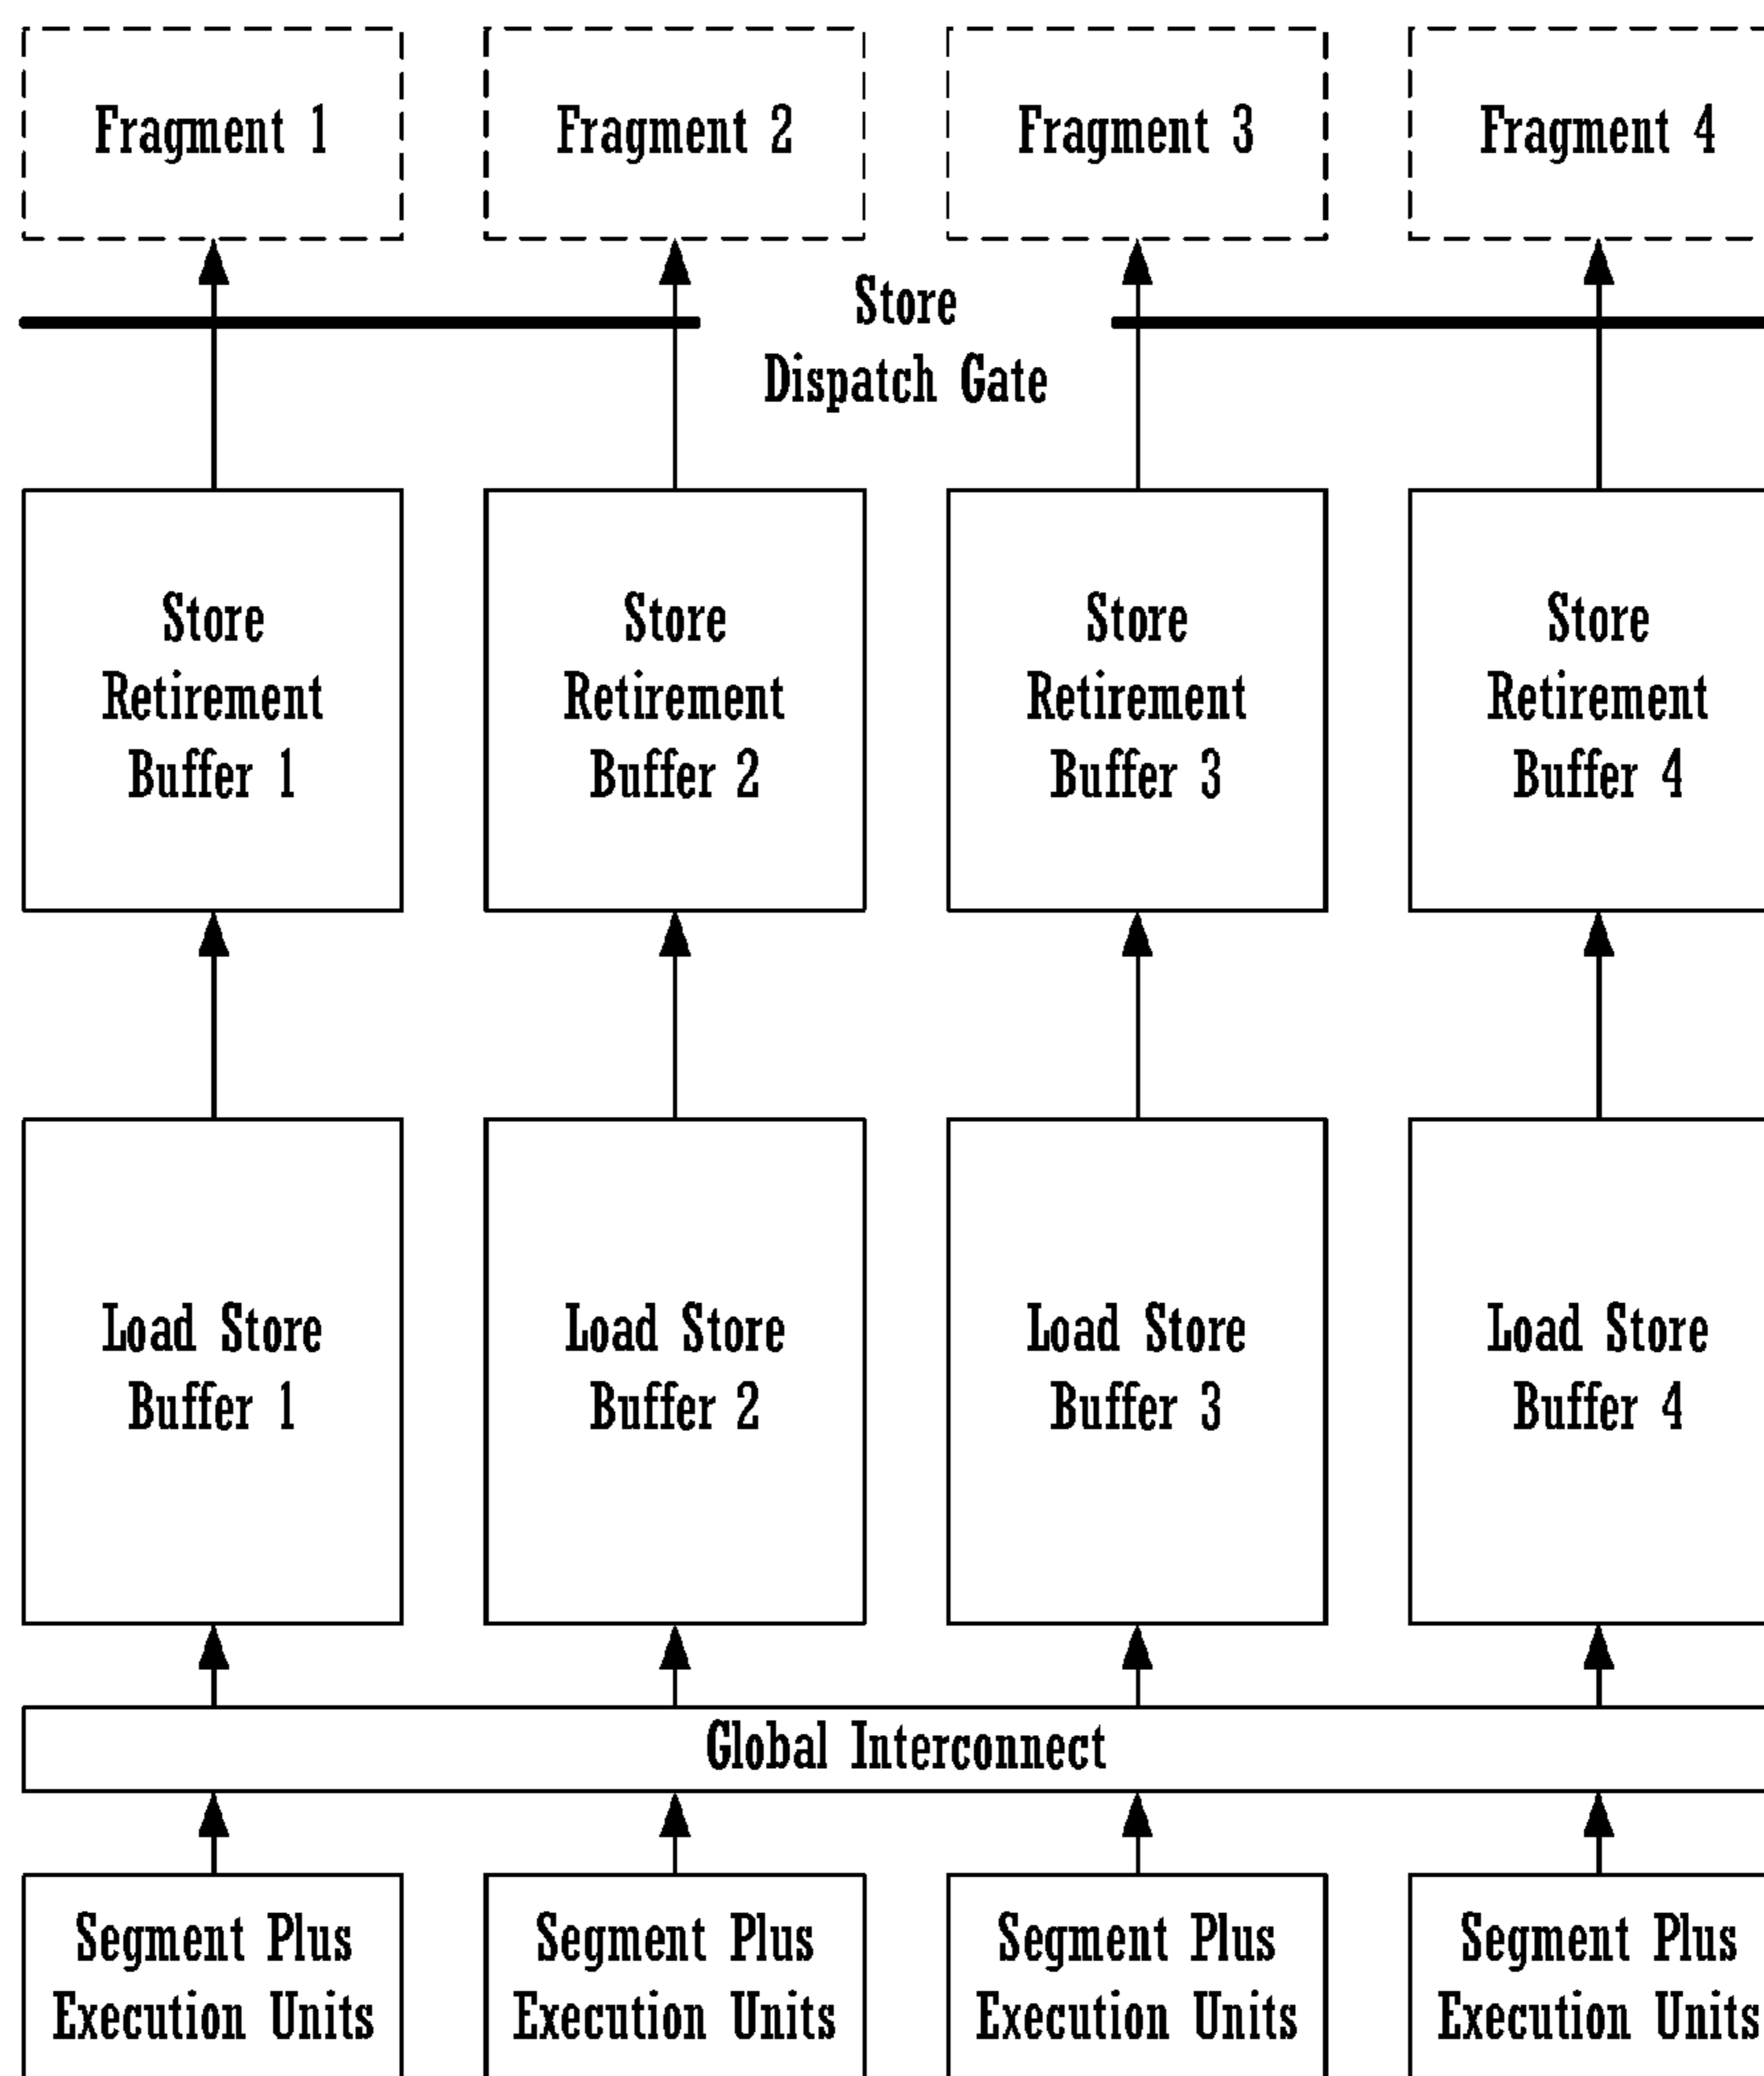 Fragment 1
Fragment 2
Fragment 3
Fragment 4
Store
Dispatch Gate
Store
Retirement
Buffer 1
Store
Retirement
Buffer 2
Store
Retirement
Buffer 3
Store
Retirement
Buffer 4
Load Store
Buffer 1
Load Store
Buffer 2
Load Store
Buffer 3
Load Store
Buffer 4
Global Interconnect
Segment Plus
Execution Units
Segment Plus
Execution Units
Segment Plus
Execution Units
Segment Plus
Execution Units